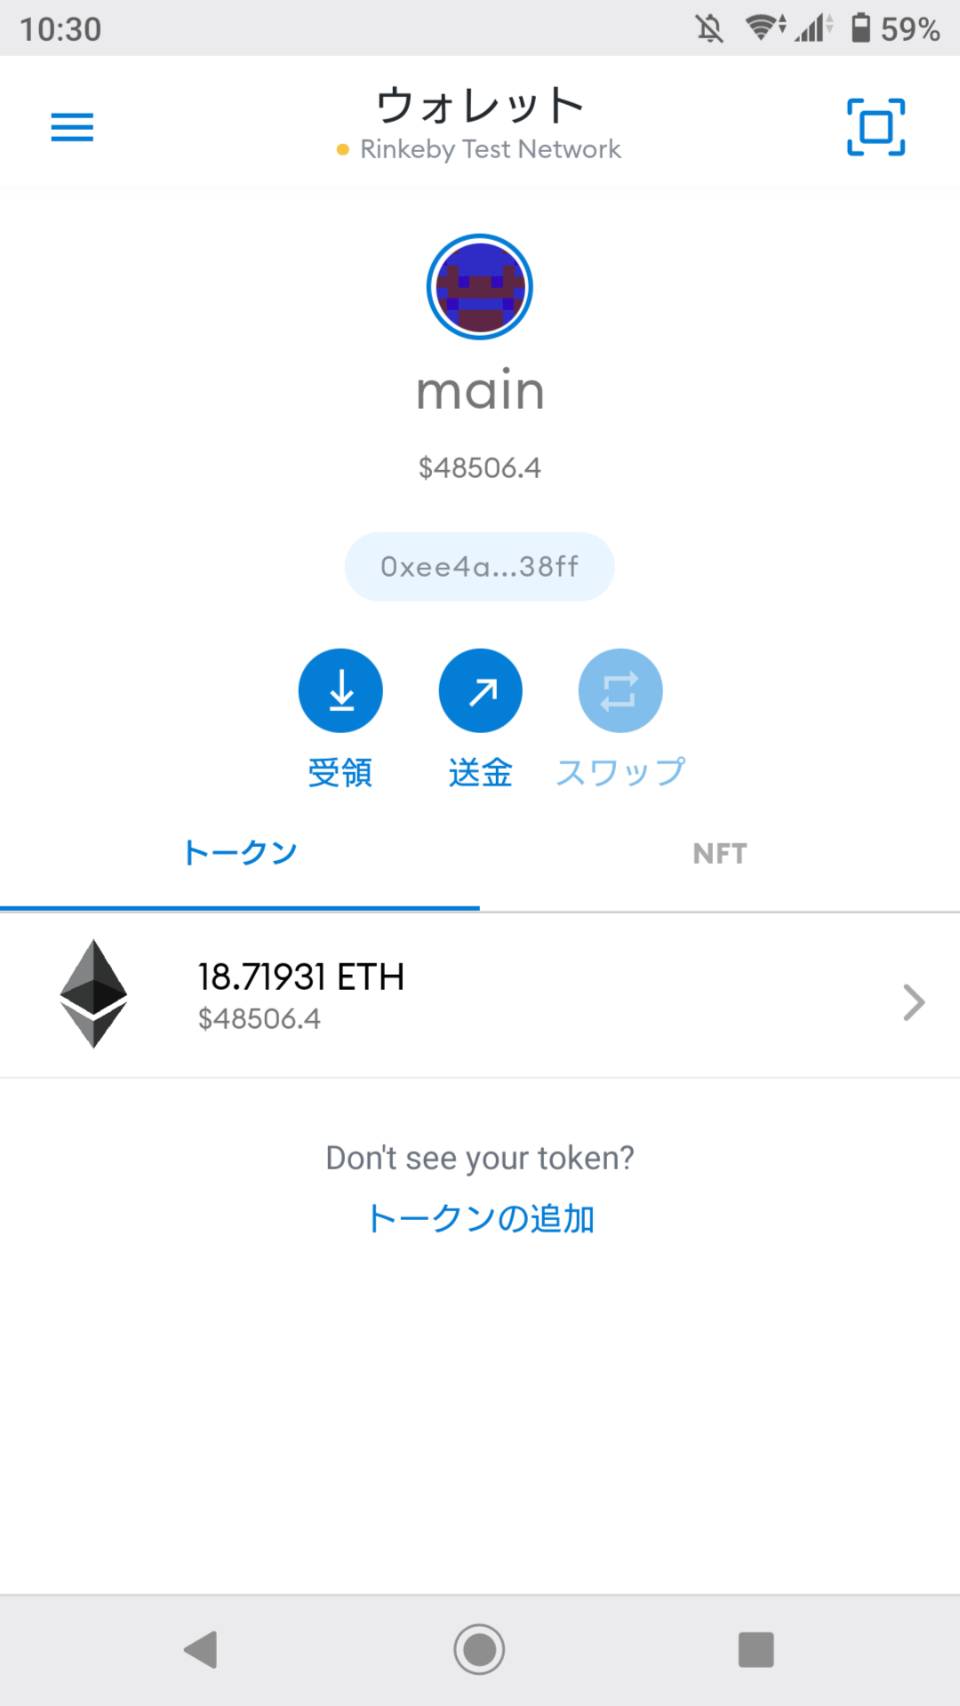 10:30
59%
ウォレット
Rinkeby Test Network
main
$48506.4
0xee4a...38ff
受領
送金
スワップ
トークン
NFT
18.71931 ETH
$48506.4
Don't see your token?
トークンの追加